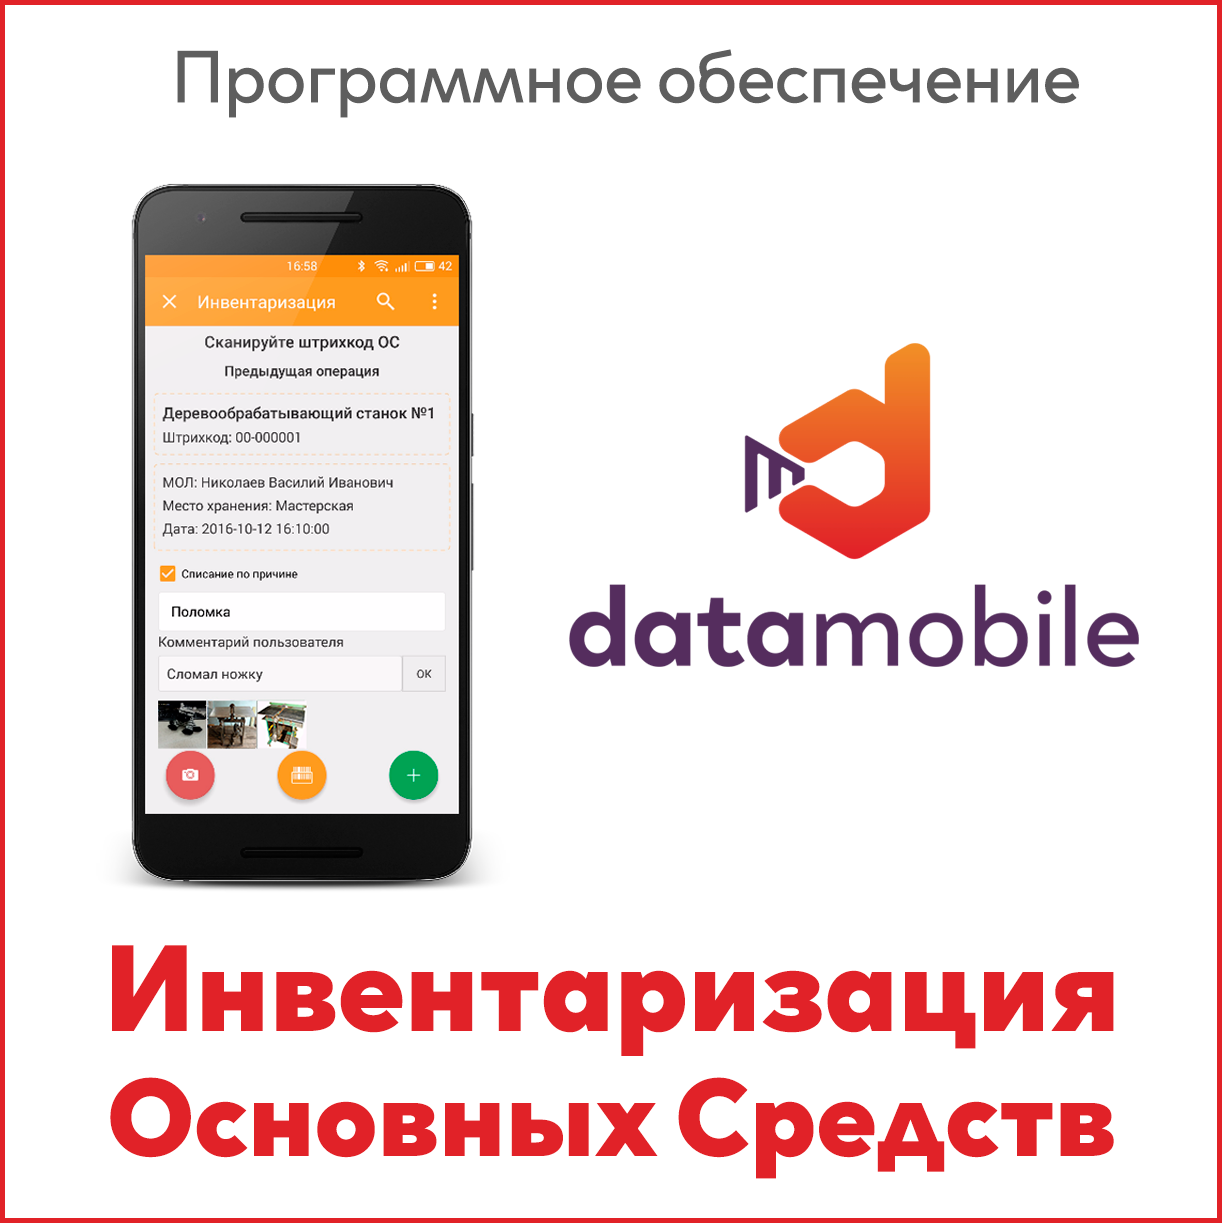 Программное обеспечение
16:58 42
Инвентаризация
Сканируйте штрихкод ОС
Предыдущая операция
Деревообрабатывающий станок №1
Штрихкод: 00-000001
МОЛ: Николаев Василий Иванович
Место хранения: Мастерская
Дата: 2016-10-12 16:10:00
Списание по причине
Поломка
Комментарий пользователя
Сломал ножку ОК
datamobile
Инвентаризация
Основных Средств